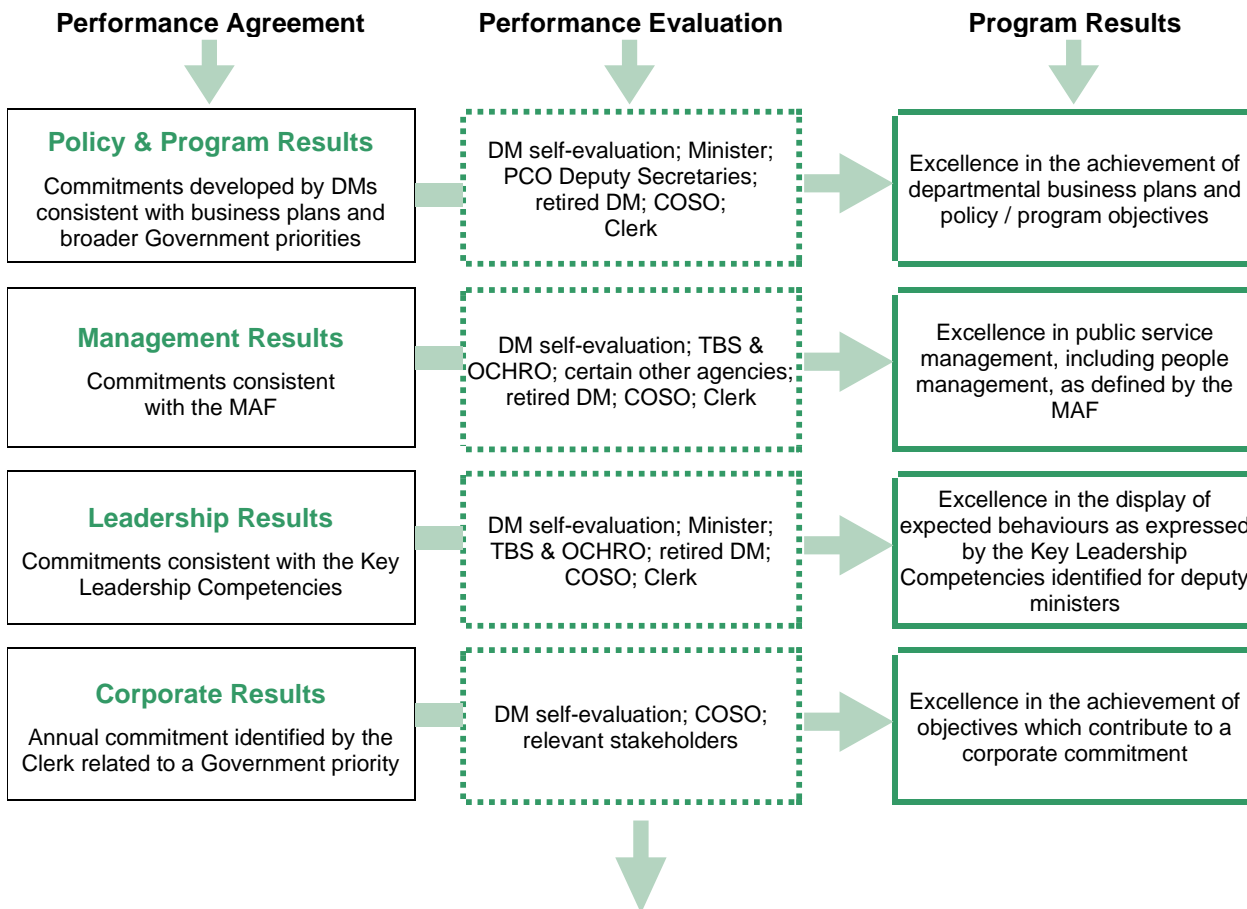 Performance Agreement
Performance Evaluation
Program Results
Policy & Program Results
Commitments developed by DMs
consistent with business plans and
broader Government priorities
DM self-evaluation; Minister;
PCO Deputy Secretaries;
retired DM; COSO;
Clerk
Excellence in the achievement of
departmental business plans and
policy / program objectives
Management Results
Commitments consistent
with the MAF
DM self-evaluation; TBS &
OCHRO; certain other agencies;
retired DM; COSO; Clerk
Excellence in public service
management, including people
management, as defined by the
MAF
Leadership Results
Commitments consistent with the Key
Leadership Competencies
DM self-evaluation; Minister;
TBS & OCHRO; retired DM;
COSO; Clerk
Excellence in the display of
expected behaviours as expressed
by the Key Leadership
Competencies identified for deputy
ministers
Corporate Results
Annual commitment identified by the
Clerk related to a Government priority
DM self-evaluation; COSO;
relevant stakeholders
Excellence in the achievement of
objectives which contribute to a
corporate commitment